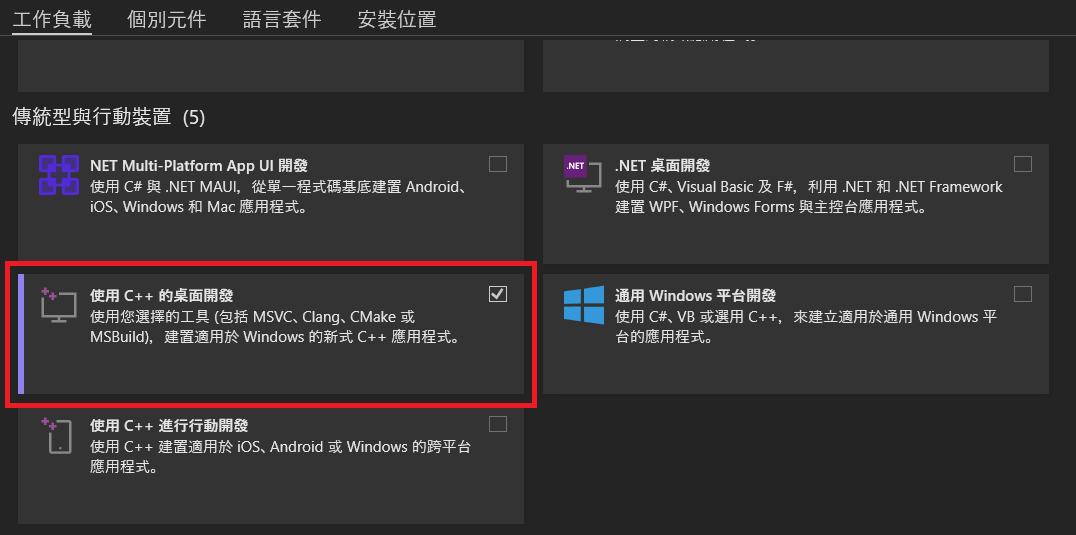 工作負載 個別元件 語言套件 安裝位置
傳統型與行動裝置 (5)
NET Multi-Platform App UI 開發
使用 C# 與 .NET MAUI，從單一程式碼基底建置 Android、
iOS、Windows 和 Mac 應用程式。
.NET
.NET 桌面開發
使用 C#、Visual Basic 及 F#，利用 .NET 和 .NET Framework
建置 WPF、Windows Forms 與主控台應用程式。
使用 C++ 的桌面開發
使用您選擇的工具 (包括 MSVC、Clang、CMake 或
MSBuild)，建置適用於 Windows 的新式 C++ 應用程式。
通用 Windows 平台開發
使用 C#、VB 或選用 C++，來建立適用於通用 Windows 平
台的應用程式。
使用 C++ 進行行動開發
使用 C++ 建置適用於 iOS、Android 或 Windows 的跨平台
應用程式。